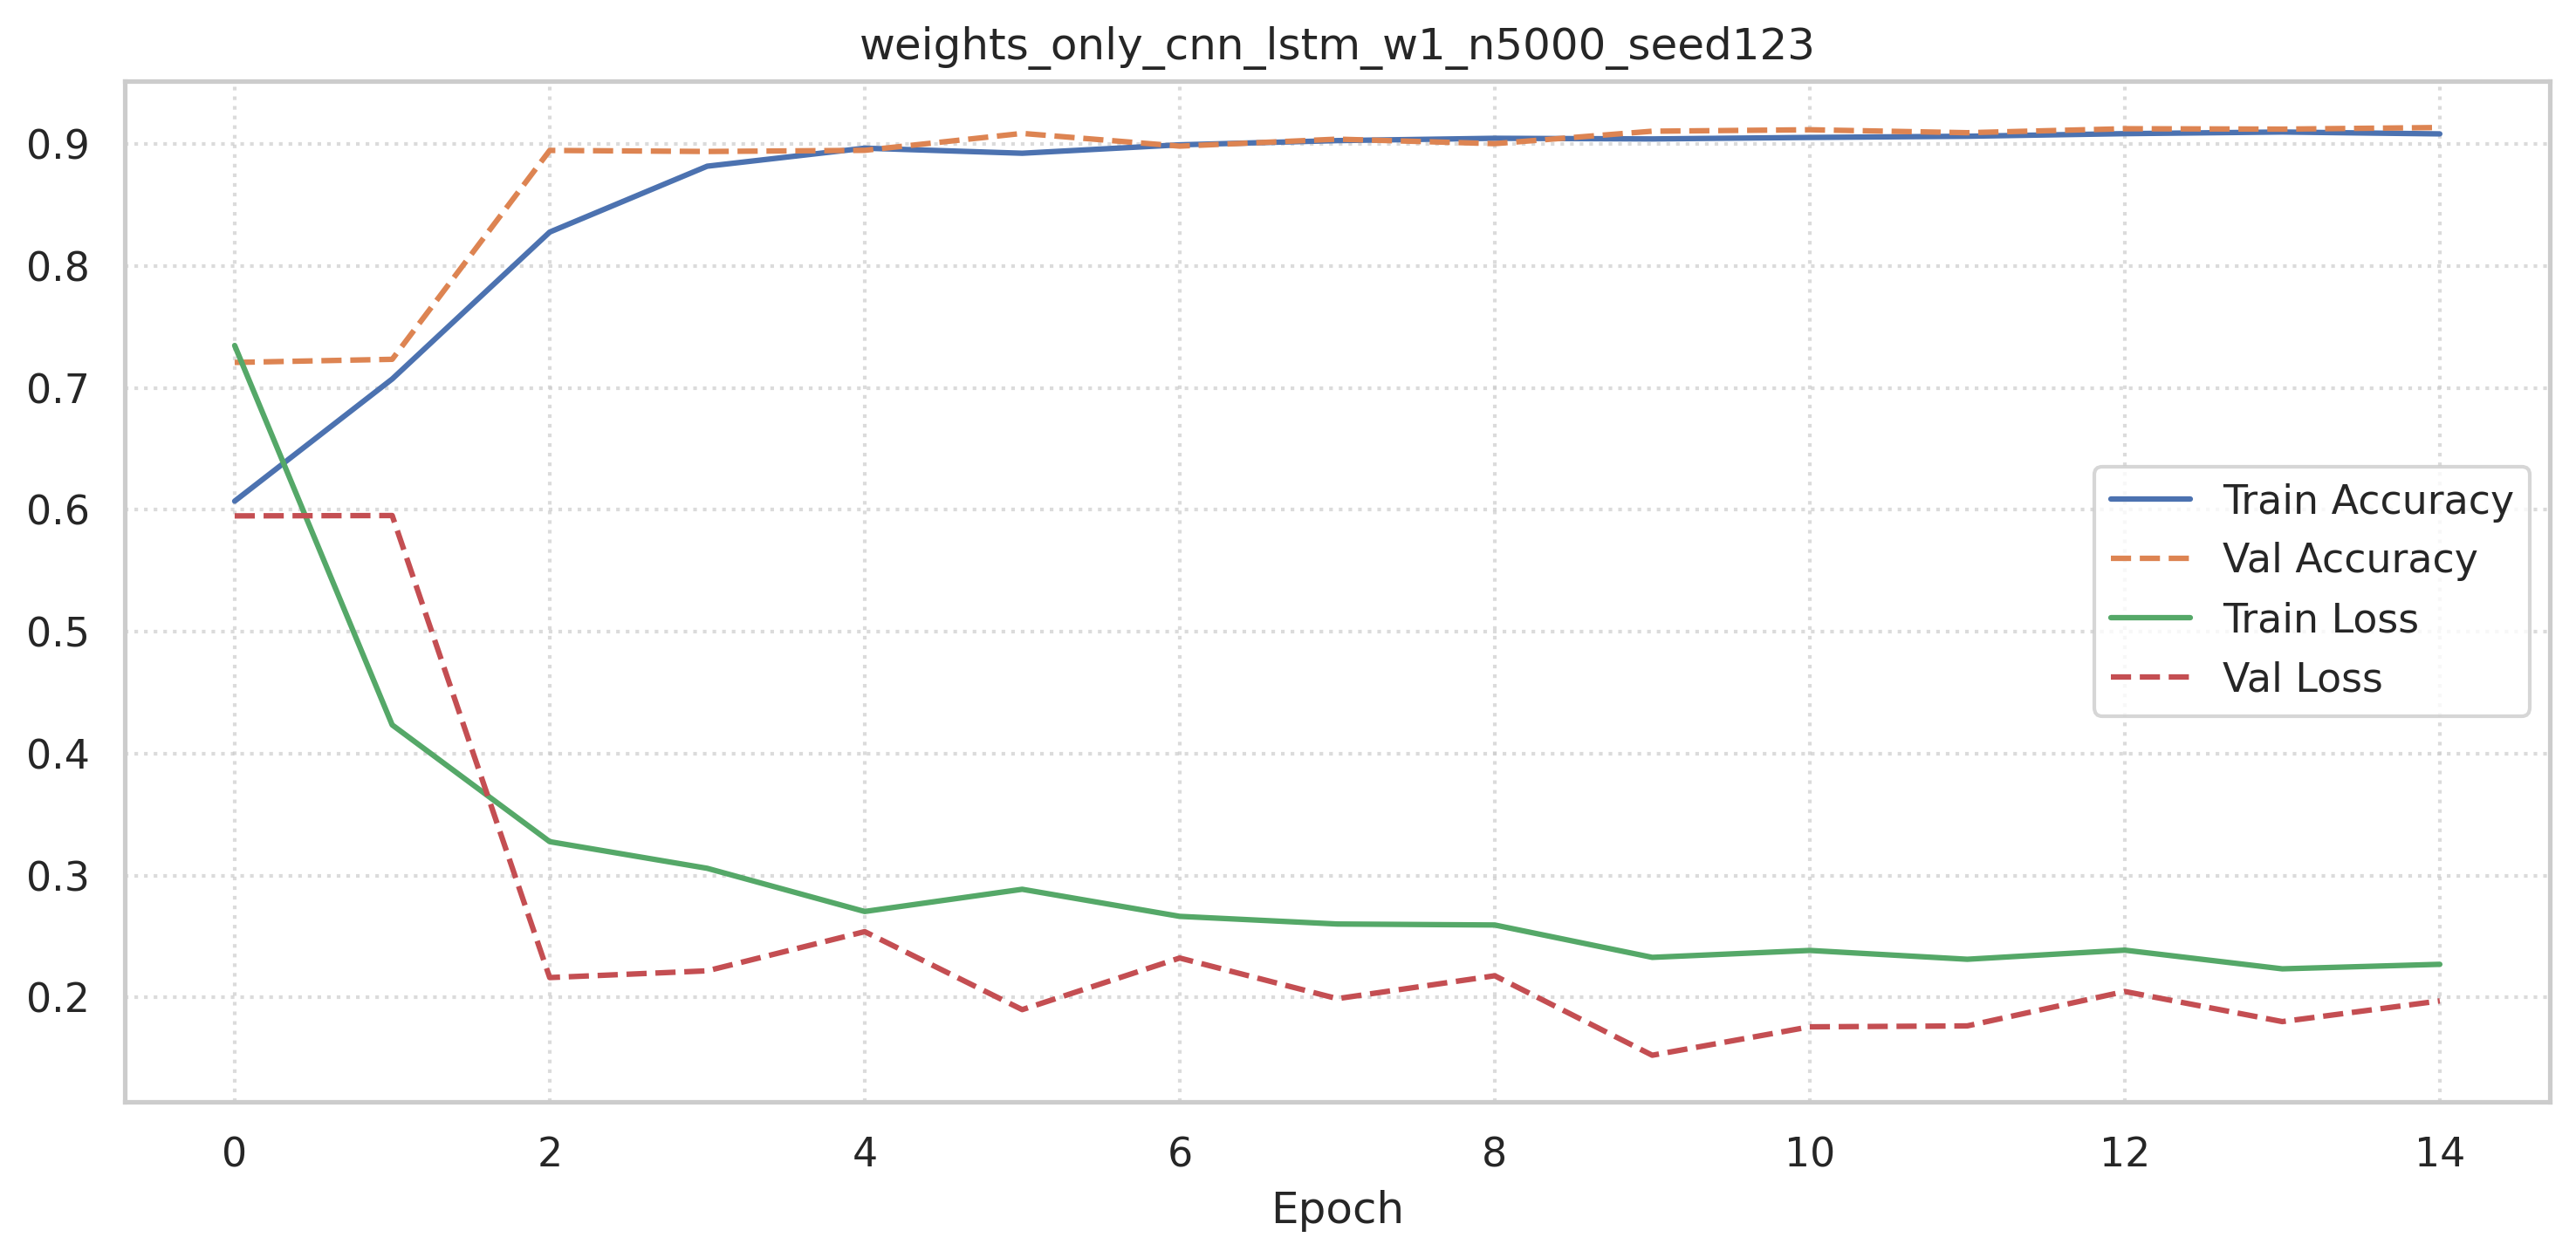 weights_only_cnn_lstm_w1_n5000_seed123
0.9
0.8
0.7
0.6
0.5
0.4
0.3
0.2
Train Accuracy
Val Accuracy
Train Loss
Val Loss
0 2 4 6 8 10 12 14
Epoch